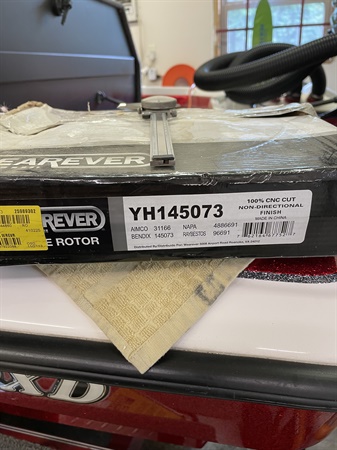 EAREVER
REVER
E ROTOR
YH145073
AIMCO 31166 NAPA 4886691
BENDIX 145073 RAYBESTOS 96691
100% CNC CUT
NON-DIRECTIONAL
FINISH
MADE IN CHINA
XD